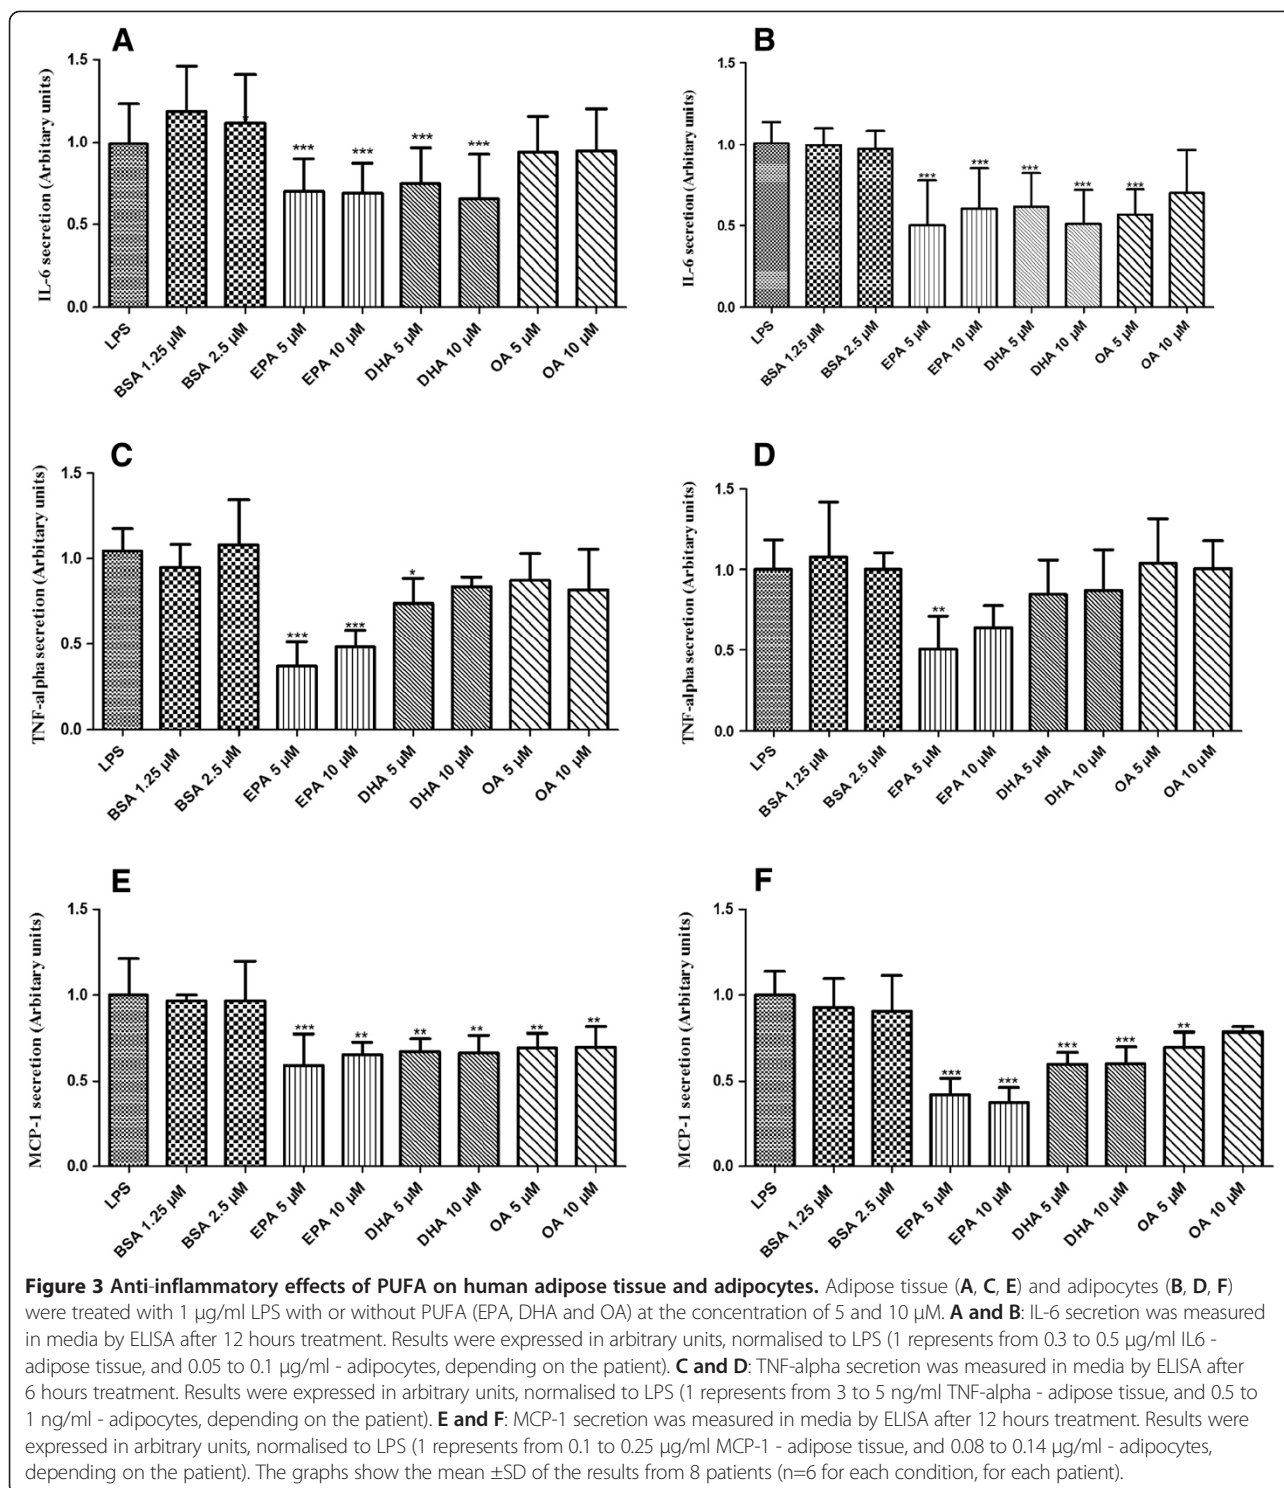 A
IL-6 secretion (Arbitary units)
1.5
1.0
0.5
0.0
***
***
***
***
LPS
BSA 1.25 µM
BSA 2.5 µM
EPA 5 µM
EPA 10 µM
DHA 5 µM
DHA 10 µM
OA 5 µM
OA 10 µM
B
IL-6 secretion (Arbitary units)
1.5
1.0
0.5
0.0
***
***
***
***
***
LPS
BSA 1.25 µM
BSA 2.5 µM
EPA 5 µM
EPA 10 µM
DHA 5 µM
DHA 10 µM
OA 5 µM
OA 10 µM
C
TNF-alpha secretion (Arbitary units)
1.5
1.0
0.5
0.0
***
***
*
LPS
BSA 1.25 µM
BSA 2.5 µM
EPA 5 µM
EPA 10 µM
DHA 5 µM
DHA 10 µM
OA 5 µM
OA 10 µM
D
TNF-alpha secretion (Arbitary units)
1.5
1.0
0.5
0.0
**
LPS
BSA 1.25 µM
BSA 2.5 µM
EPA 5 µM
EPA 10 µM
DHA 5 µM
DHA 10 µM
OA 5 µM
OA 10 µM
E
MCP-1 secretion (Arbitary units)
1.5
1.0
0.5
0.0
***
**
**
**
**
**
LPS
BSA 1.25 µM
BSA 2.5 µM
EPA 5 µM
EPA 10 µM
DHA 5 µM
DHA 10 µM
OA 5 µM
OA 10 µM
F
MCP-1 secretion (Arbitary units)
1.5
1.0
0.5
0.0
***
***
***
***
**
LPS
BSA 1.25 µM
BSA 2.5 µM
EPA 5 µM
EPA 10 µM
DHA 5 µM
DHA 10 µM
OA 5 µM
OA 10 µM
Figure 3 Anti-inflammatory effects of PUFA on human adipose tissue and adipocytes. Adipose tissue (A, C, E) and adipocytes (B, D, F)
were treated with 1 µg/ml LPS with or without PUFA (EPA, DHA and OA) at the concentration of 5 and 10 µM. A and B: IL-6 secretion was measured
in media by ELISA after 12 hours treatment. Results were expressed in arbitrary units, normalised to LPS (1 represents from 0.3 to 0.5 µg/ml IL6 -
adipose tissue, and 0.05 to 0.1 µg/ml - adipocytes, depending on the patient). C and D: TNF-alpha secretion was measured in media by ELISA after
6 hours treatment. Results were expressed in arbitrary units, normalised to LPS (1 represents from 3 to 5 ng/ml TNF-alpha - adipose tissue, and 0.5 to
1 ng/ml - adipocytes, depending on the patient). E and F: MCP-1 secretion was measured in media by ELISA after 12 hours treatment. Results were
expressed in arbitrary units, normalised to LPS (1 represents from 0.1 to 0.25 µg/ml MCP-1 - adipose tissue, and 0.08 to 0.14 µg/ml - adipocytes,
depending on the patient). The graphs show the mean ±SD of the results from 8 patients (n=6 for each condition, for each patient).